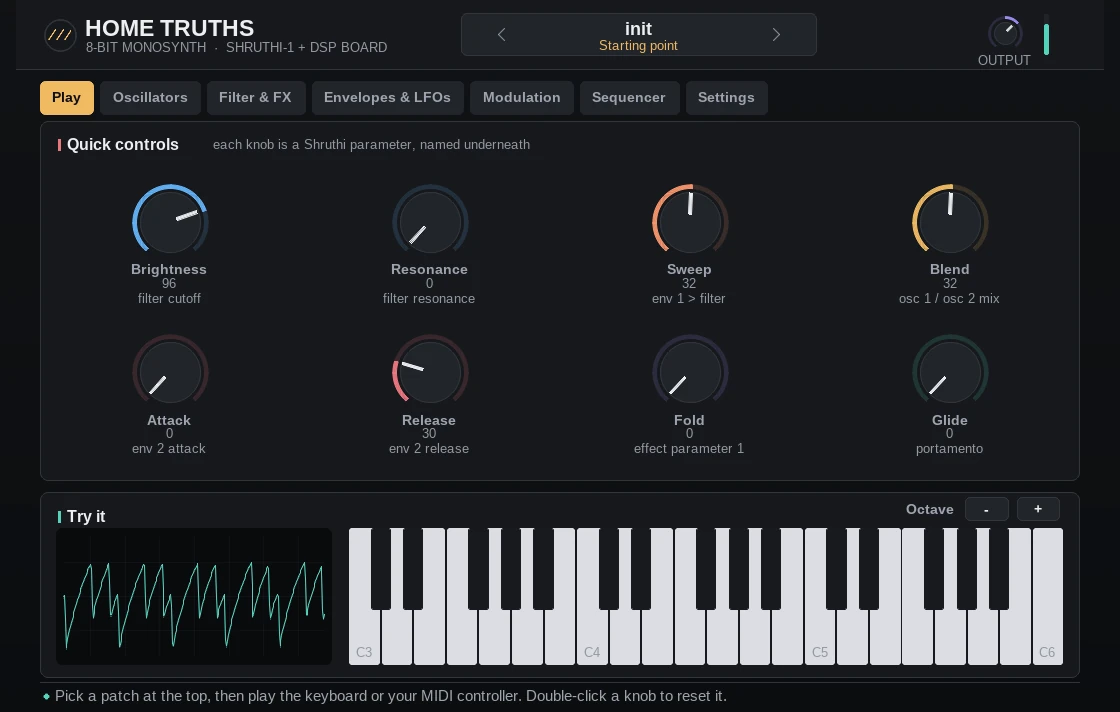 HOME TRUTHS
8-BIT MONOSYNTH · SHRUTHI-1 + DSP BOARD
init
Starting point
OUTPUT
Play Oscillators Filter & FX Envelopes & LFOs Modulation Sequencer Settings
Quick controls each knob is a Shruthi parameter, named underneath
Brightness Resonance Sweep Blend
96 0 32 32
filter cutoff filter resonance env 1 > filter osc 1 / osc 2 mix
Attack Release Fold Glide
0 30 0 0
env 2 attack env 2 release effect parameter 1 portamento
Try it Octave - +
C3 C4 C5 C6
Pick a patch at the top, then play the keyboard or your MIDI controller. Double-click a knob to reset it.